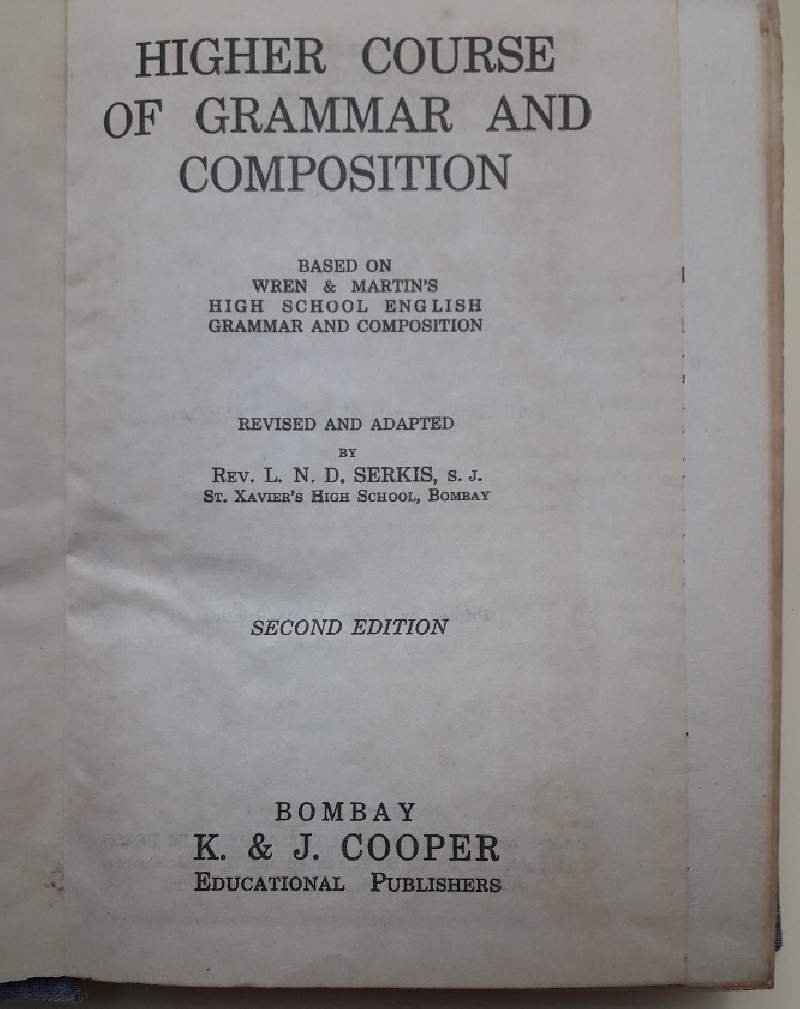 HIGHER COURSE
OF GRAMMAR AND
COMPOSITION
BASED ON
WREN & MARTIN'S
HIGH SCHOOL ENGLISH
GRAMMAR AND COMPOSITION
REVISED AND ADAPTED
BY
REV. L. N. D. SERKIS, S. J.
ST. XAVIER'S HIGH SCHOOL, BOMBAY
SECOND EDITION
BOMBAY
K. & J. COOPER
EDUCATIONAL PUBLISHERS